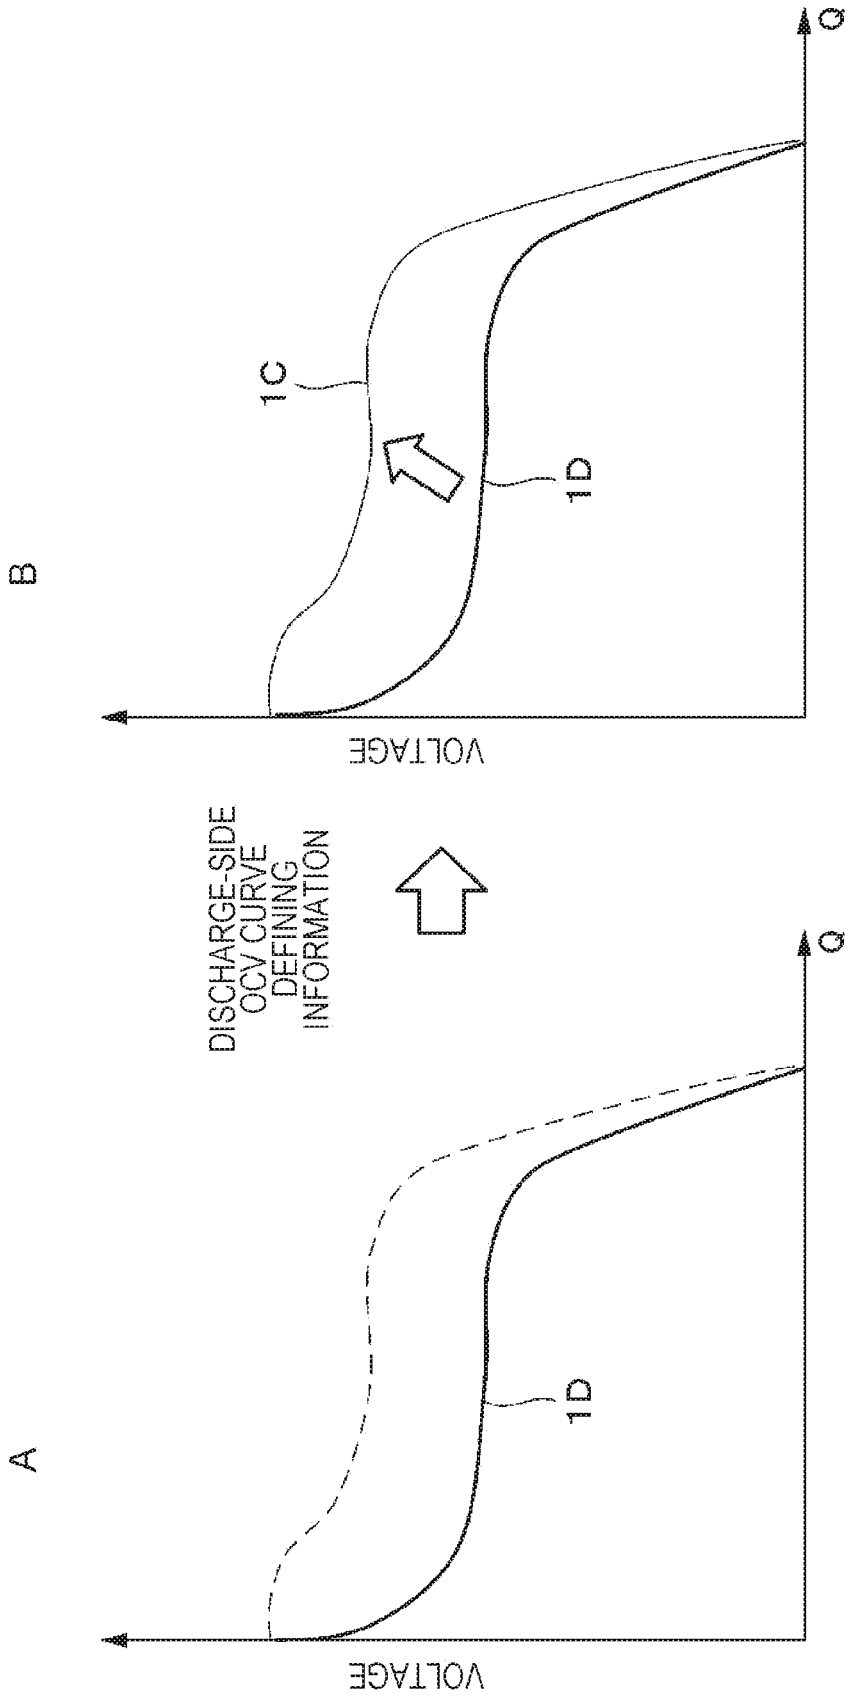 A
VOLTAGE
1D
Q
DISCHARGE-SIDE
OCV CURVE
DEFINING
INFORMATION
B
VOLTAGE
1C
1D
Q